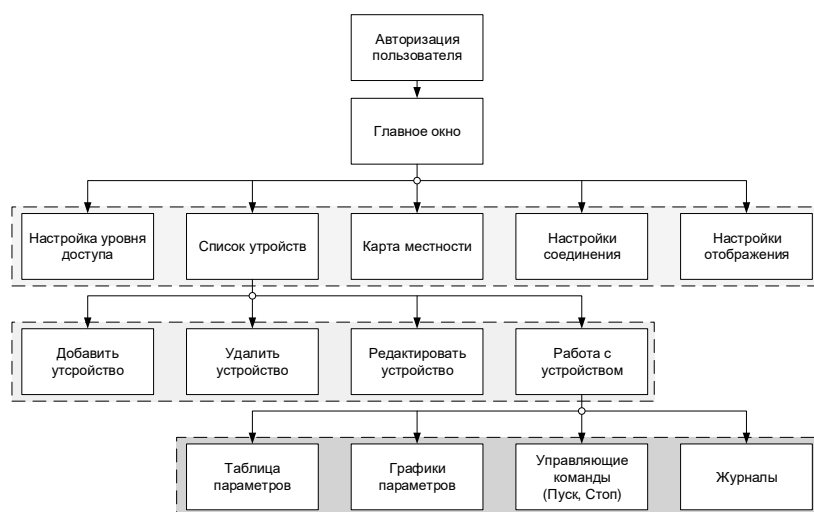 Авторизация
пользователя
Главное окно
Настройка уровня
доступа
Список утройств
Карта местности
Настройки
соединения
Настройки
отображения
Добавить
утсройство
Удалить
устройство
Редактировать
устройство
Работа с
устройством
Таблица
параметров
Графики
параметров
Управляющие
команды
(Пуск, Стоп)
Журналы